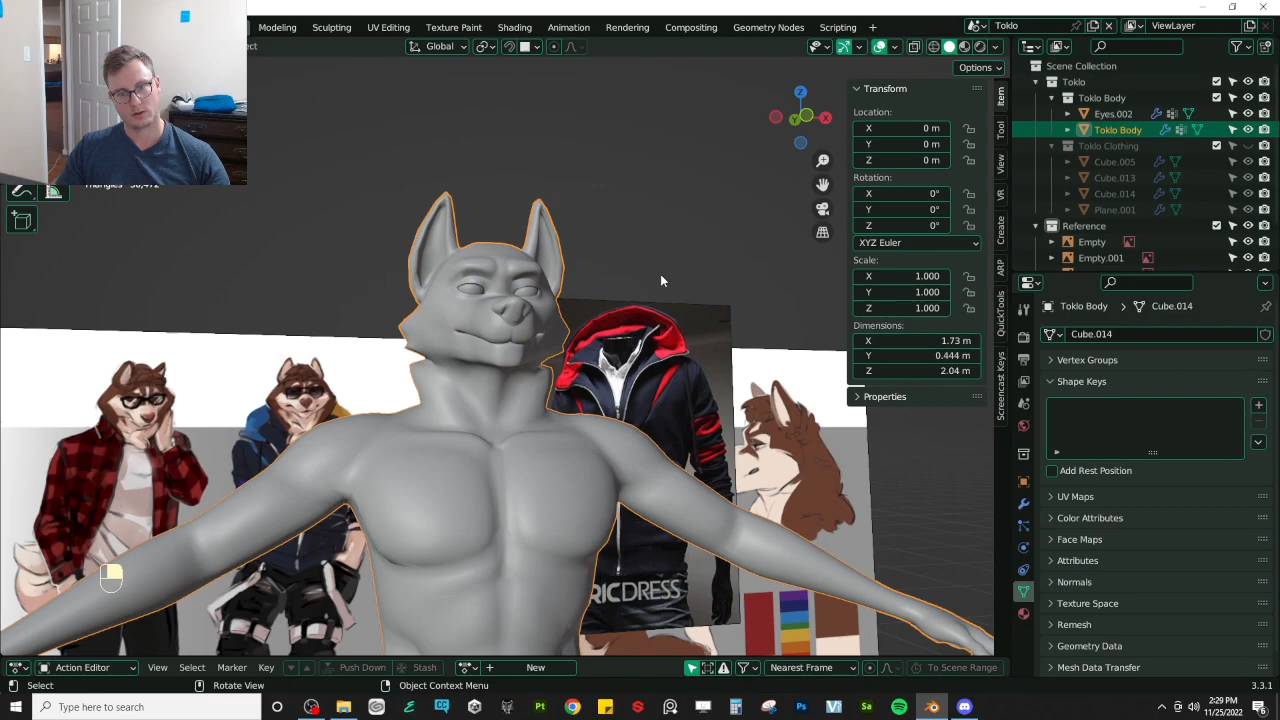 Modeling Sculpting UV Editing Texture Paint Shading Animation Rendering Compositing Geometry Nodes Scripting +
Toklo
ViewLayer
Global
Options
Transform
Location:
X 0 m
Y 0 m
Z 0 m
Rotation:
X 0°
Y 0°
Z 0°
XYZ Euler
Scale:
X 1.000
Y 1.000
Z 1.000
Dimensions:
X 1.73 m
Y 0.444 m
Z 2.04 m
Properties
Item
Tool
View
VR
Create
ARP
QuickTools
Screencast Keys
Z
Y
X
RICDRESS
Scene Collection
Toklo
Toklo Body
Eyes.002
Toklo Body
Toklo Clothing
Cube.005
Cube.013
Cube.014
Plane.001
Reference
Empty
Empty.001
Toklo Body > Cube.014
Cube.014
Vertex Groups
Shape Keys
Add Rest Position
UV Maps
Color Attributes
Face Maps
Attributes
Normals
Texture Space
Remesh
Geometry Data
Mesh Data Transfer
Action Editor View Select Marker Key Push Down Stash New Nearest Frame To Scene Range
Select Rotate View Object Context Menu 3.3.1
Type here to search
2:29 PM
11/25/2022